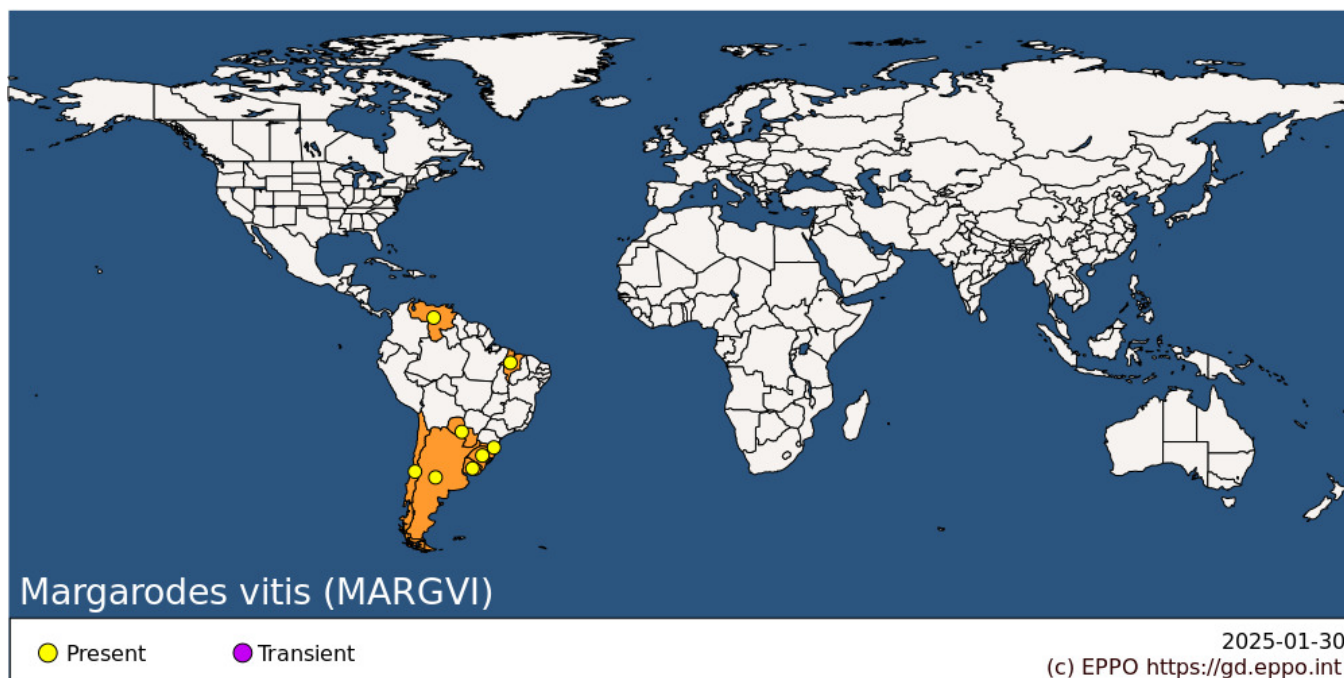 Margarodes vitis (MARGVI)
Present
Transient
2025-01-30
(c) EPPO https://gd.eppo.int